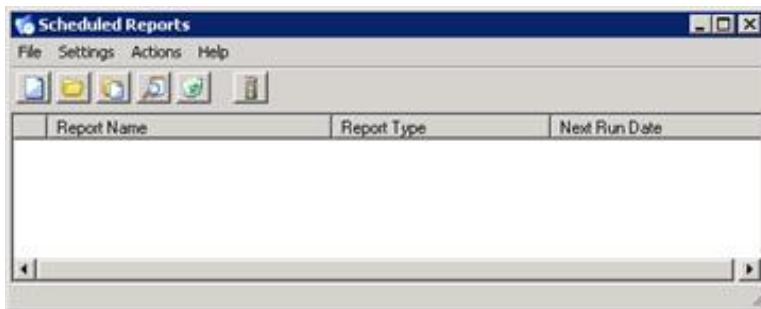 Scheduled Reports
File Settings Actions Help
Report Name Report Type Next Run Date